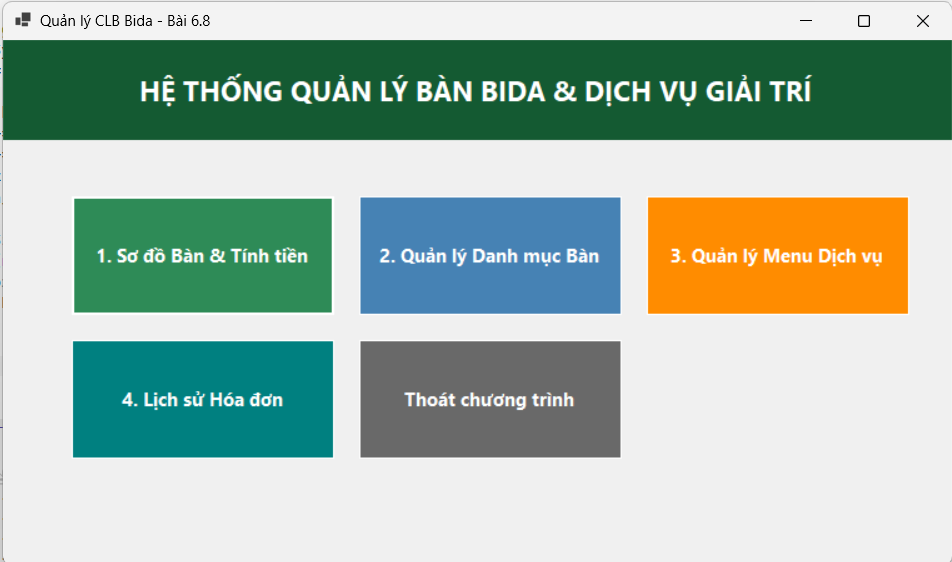 Quản lý CLB Bida - Bài 6.8
HỆ THỐNG QUẢN LÝ BÀN BIDA & DỊCH VỤ GIẢI TRÍ
1. Sơ đồ Bàn & Tính tiền
2. Quản lý Danh mục Bàn
3. Quản lý Menu Dịch vụ
4. Lịch sử Hóa đơn
Thoát chương trình